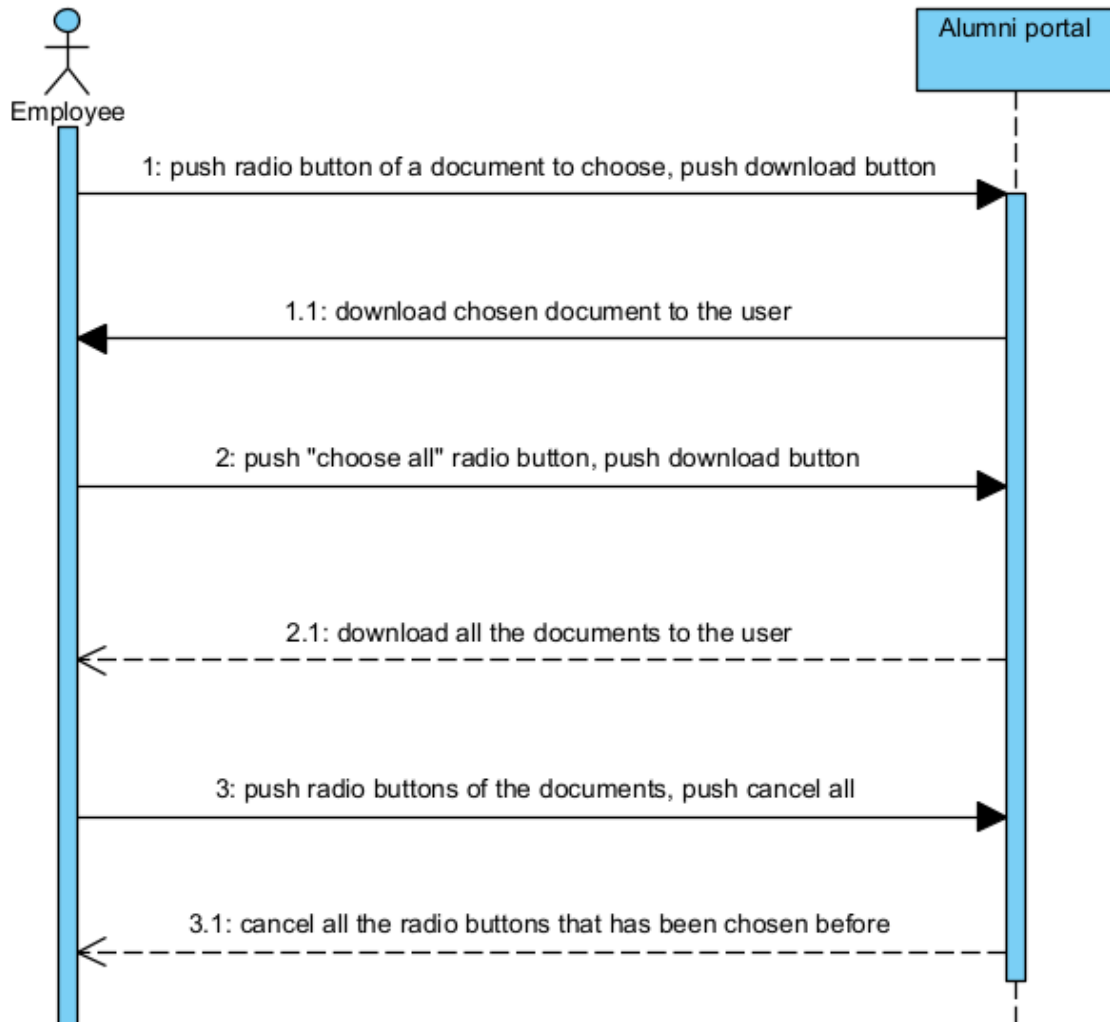 Alumni portal
Employee
1: push radio button of a document to choose, push download button
1.1: download chosen document to the user
2: push "choose all" radio button, push download button
2.1: download all the documents to the user
3: push radio buttons of the documents, push cancel all
3.1: cancel all the radio buttons that has been chosen before